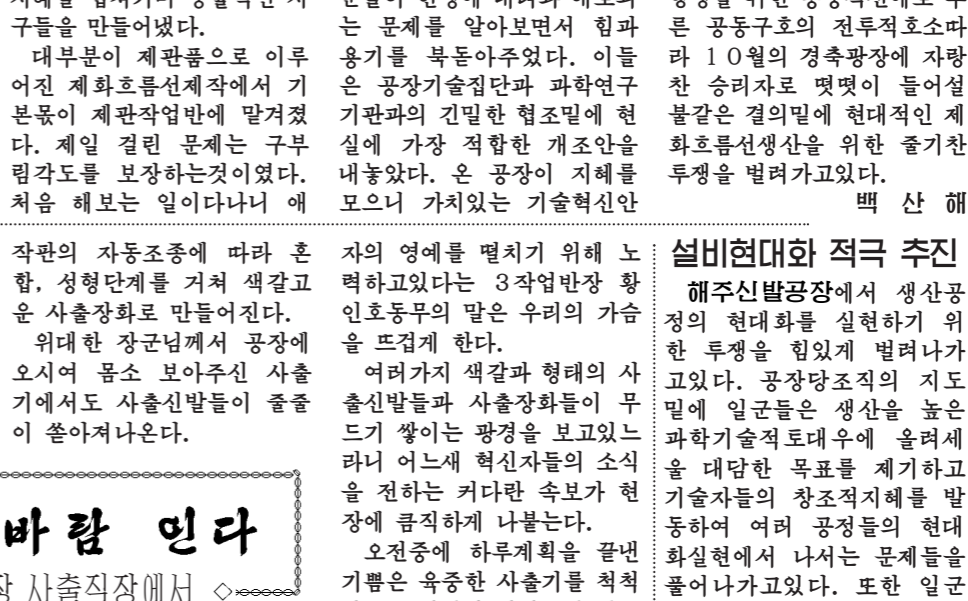 구들을 만들어냈다.
대부분이 제관품으로 이루
어진 제화흐름선제작에서 기
본몫이 제관작업반에 맡겨졌
다. 제일 걸린 문제는 구부
림각도를 보장하는것이였다.
처음 해보는 일이다나니 애
는 문제를 알아보면서 힘과
용기를 북돋아주었다. 이들
은 공장기술집단과 과학연구
기관과의 긴밀한 협조밑에 현
실에 가장 적합한 개조안을
내놓았다. 온 공장이 지혜를
모으니 가치있는 기술혁신안
른 공동구호의 전투적호소따
라 10월의 경축광장에 자랑
찬 승리자로 떳떳이 들어설
불같은 결의밑에 현대적인 제
화흐름선생산을 위한 줄기찬
투쟁을 벌려가고있다.
백 산 해
작판의 자동조종에 따라 혼
합, 성형단계를 거쳐 색갈고
운 사출장화로 만들어진다.
위대한 장군님께서 공장에
오시여 몸소 보아주신 사출
기에서도 사출신발들이 줄줄
이 쏟아져나온다.
바람 인다
장 사출직장에서
자의 영예를 떨치기 위해 노
력하고있다는 3작업반장 황
인호동무의 말은 우리의 가슴
을 뜨겁게 한다.
여러가지 색갈과 형태의 사
출신발들과 사출장화들이 무
드기 쌓이는 광경을 보고있느
라니 어느새 혁신자들의 소식
을 전하는 커다란 속보가 현
장에 큼직하게 나붙는다.
오전중에 하루계획을 끝낸
기쁨은 육중한 사출기를 척척
설비현대화 적극 추진
해주신발공장에서 생산공
정의 현대화를 실현하기 위
한 투쟁을 힘있게 벌려나가
고있다. 공장당조직의 지도
밑에 일군들은 생산을 높은
과학기술적토대우에 올려세
울 대담한 목표를 제기하고
기술자들의 창조적지혜를 발
동하여 여러 공정들의 현대
화실현에서 나서는 문제들을
풀어나가고있다. 또한 일군